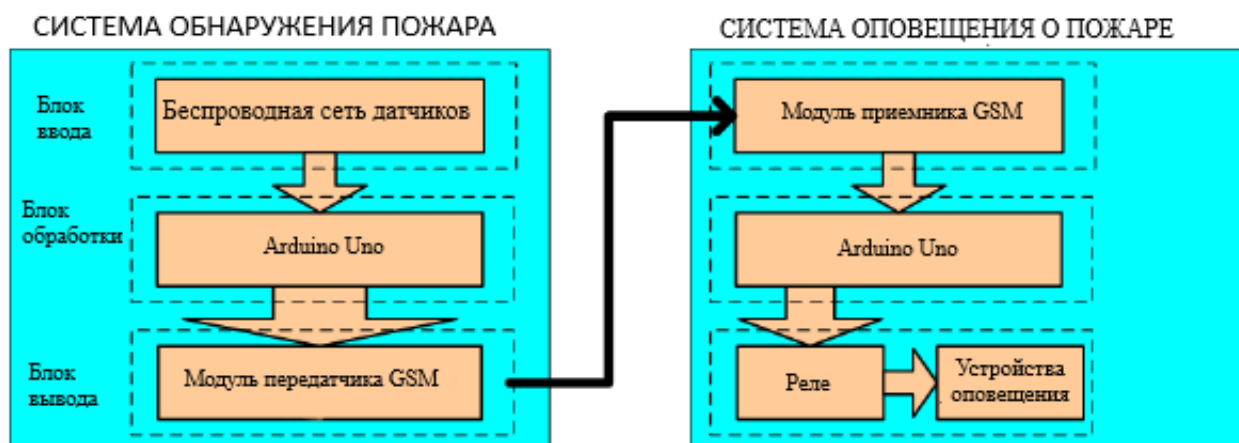 СИСТЕМА ОБНАРУЖЕНИЯ ПОЖАРА
Блок
ввода
Беспроводная сеть датчиков
Блок
обработки
Arduino Uno
Блок
вывода
Модуль передатчика GSM
СИСТЕМА ОПОВЕЩЕНИЯ О ПОЖАРЕ
Модуль приемника GSM
Arduino Uno
Реле
Устройства
оповещения